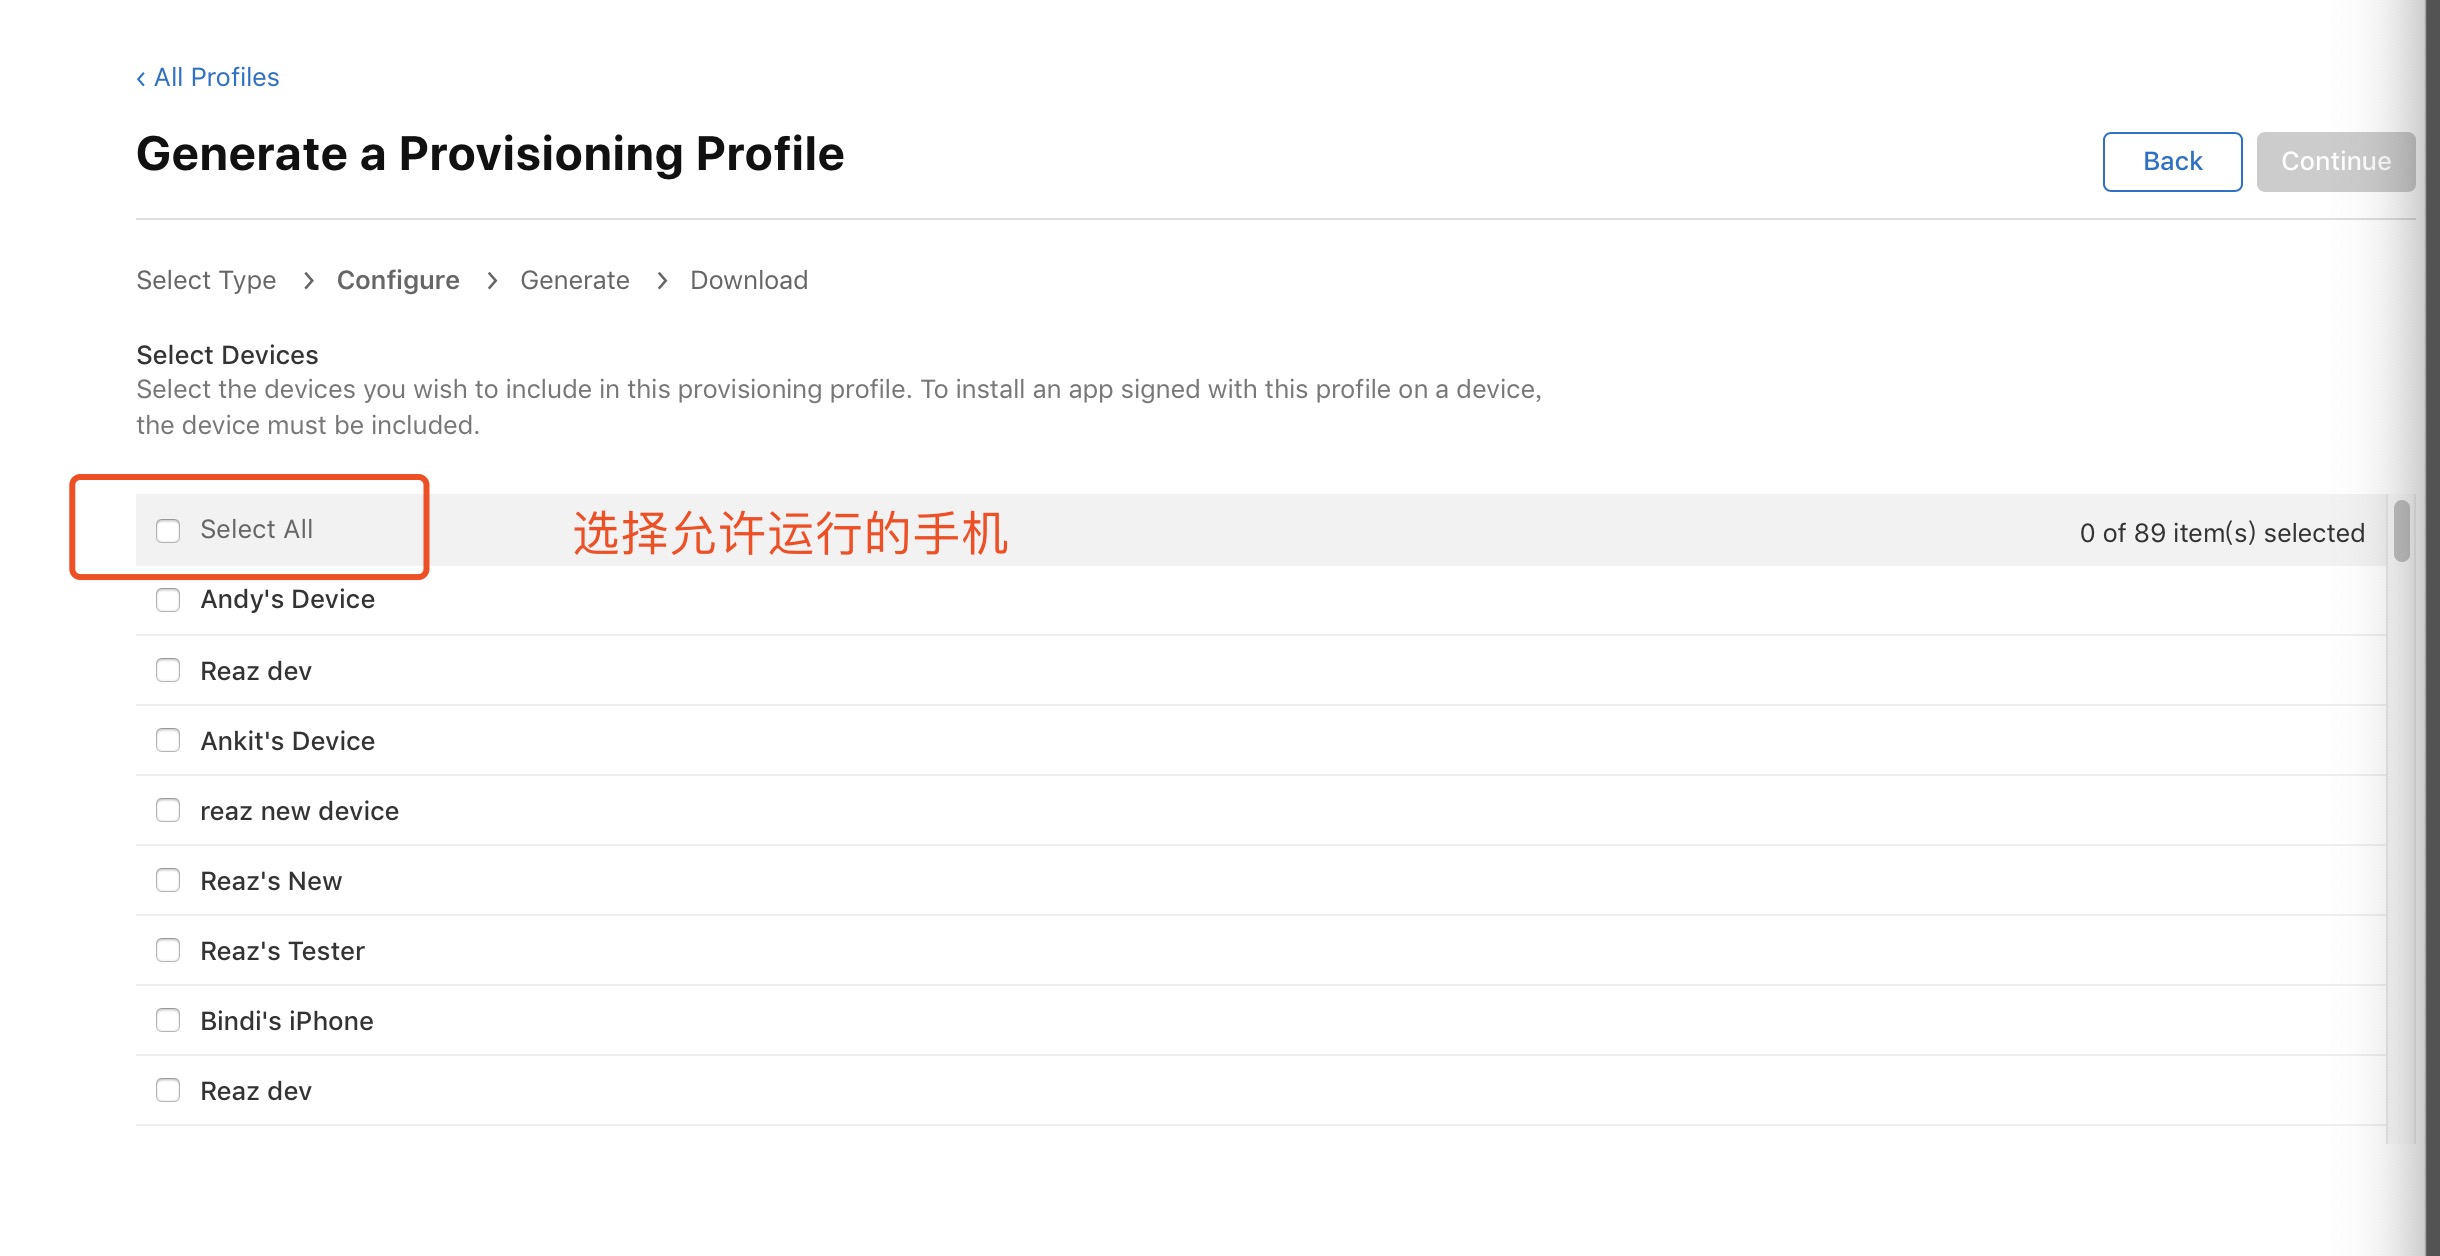 ‹ All Profiles
Generate a Provisioning Profile
Back
Continue
Select Type > Configure > Generate > Download
Select Devices
Select the devices you wish to include in this provisioning profile. To install an app signed with this profile on a device,
the device must be included.
Select All
选择允许运行的手机
0 of 89 item(s) selected
Andy's Device
Reaz dev
Ankit's Device
reaz new device
Reaz's New
Reaz's Tester
Bindi's iPhone
Reaz dev